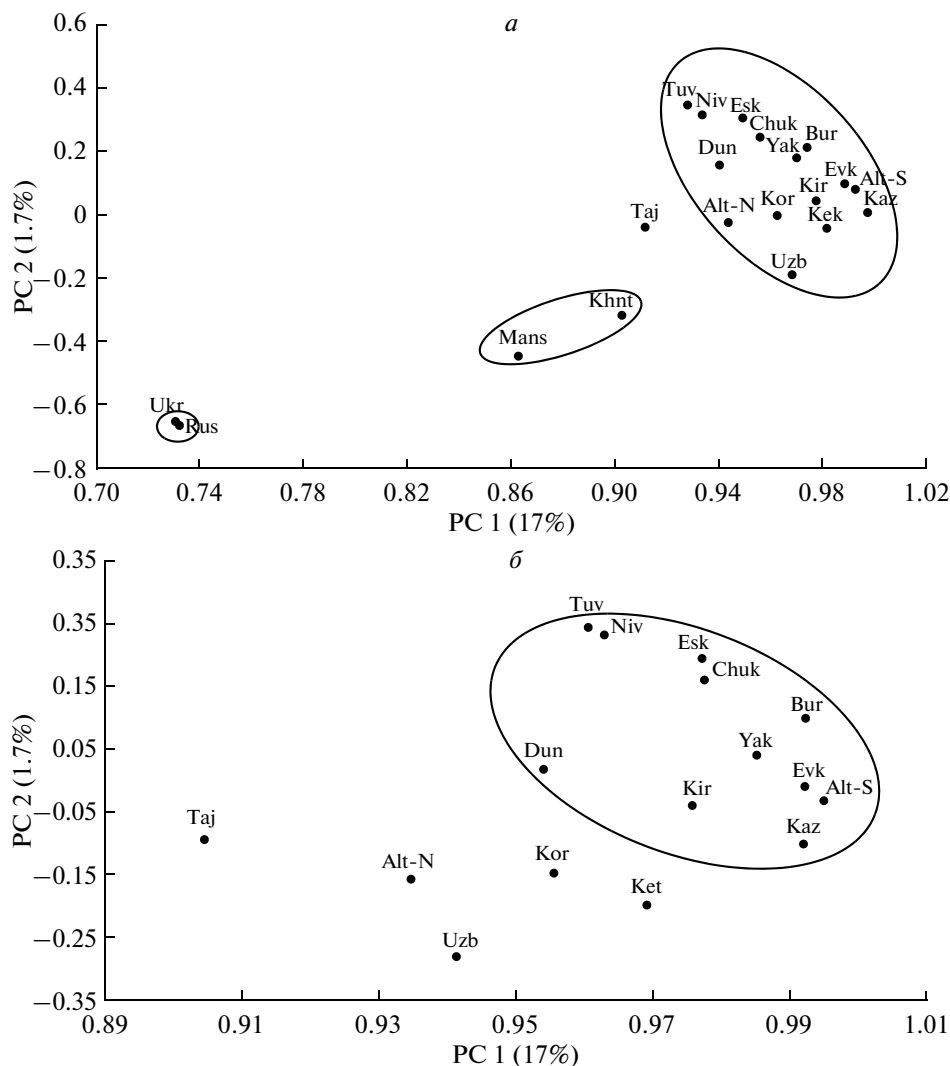 а
0.6
0.4
0.2
0
−0.2
−0.4
−0.6
−0.8
PC 2 (1.7%)
Tuv
Niv
Esk
Chuk
Bur
Yak
Dun
Evk
Alt-S
Kir
Kaz
Alt-N
Kor
Kek
Taj
Uzb
Khnt
Mans
Ukr
Rus
0.70 0.74 0.78 0.82 0.86 0.90 0.94 0.98 1.02
PC 1 (17%)
б
0.35
0.35
0.15
0.05
−0.05
−0.15
−0.25
−0.35
PC 2 (1.7%)
Tuv
Niv
Esk
Chuk
Bur
Yak
Dun
Evk
Alt-S
Kir
Kaz
Taj
Alt-N
Kor
Ket
Uzb
0.89 0.91 0.93 0.95 0.97 0.99 1.01
PC 1 (17%)